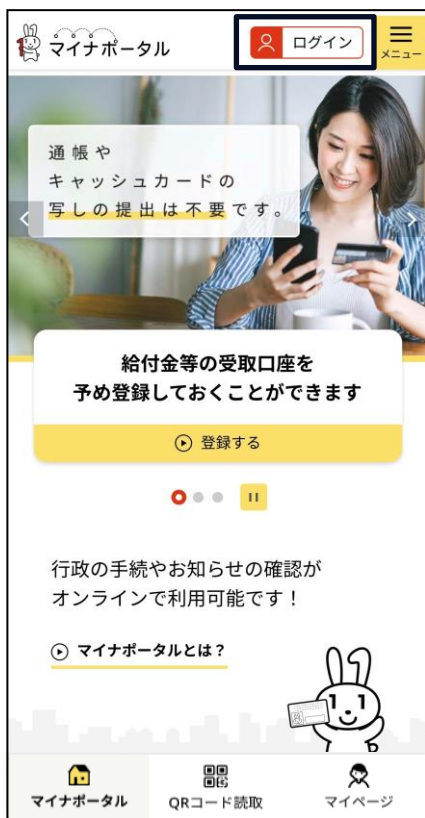 マイナポータル
ログイン
メニュー
通帳や
キャッシュカードの
写しの提出は不要です。
給付金等の受取口座を
予め登録しておくことができます
登録する
行政の手続やお知らせの確認が
オンラインで利用可能です！
マイナポータルとは？
マイナポータル
QRコード読取
マイページ